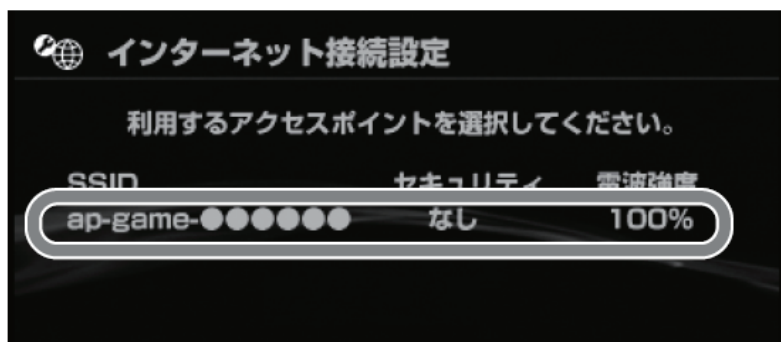 インターネット接続設定
利用するアクセスポイントを選択してください。
SSID セキュリティ 電波強度
ap-game-●●●●●● なし 100%